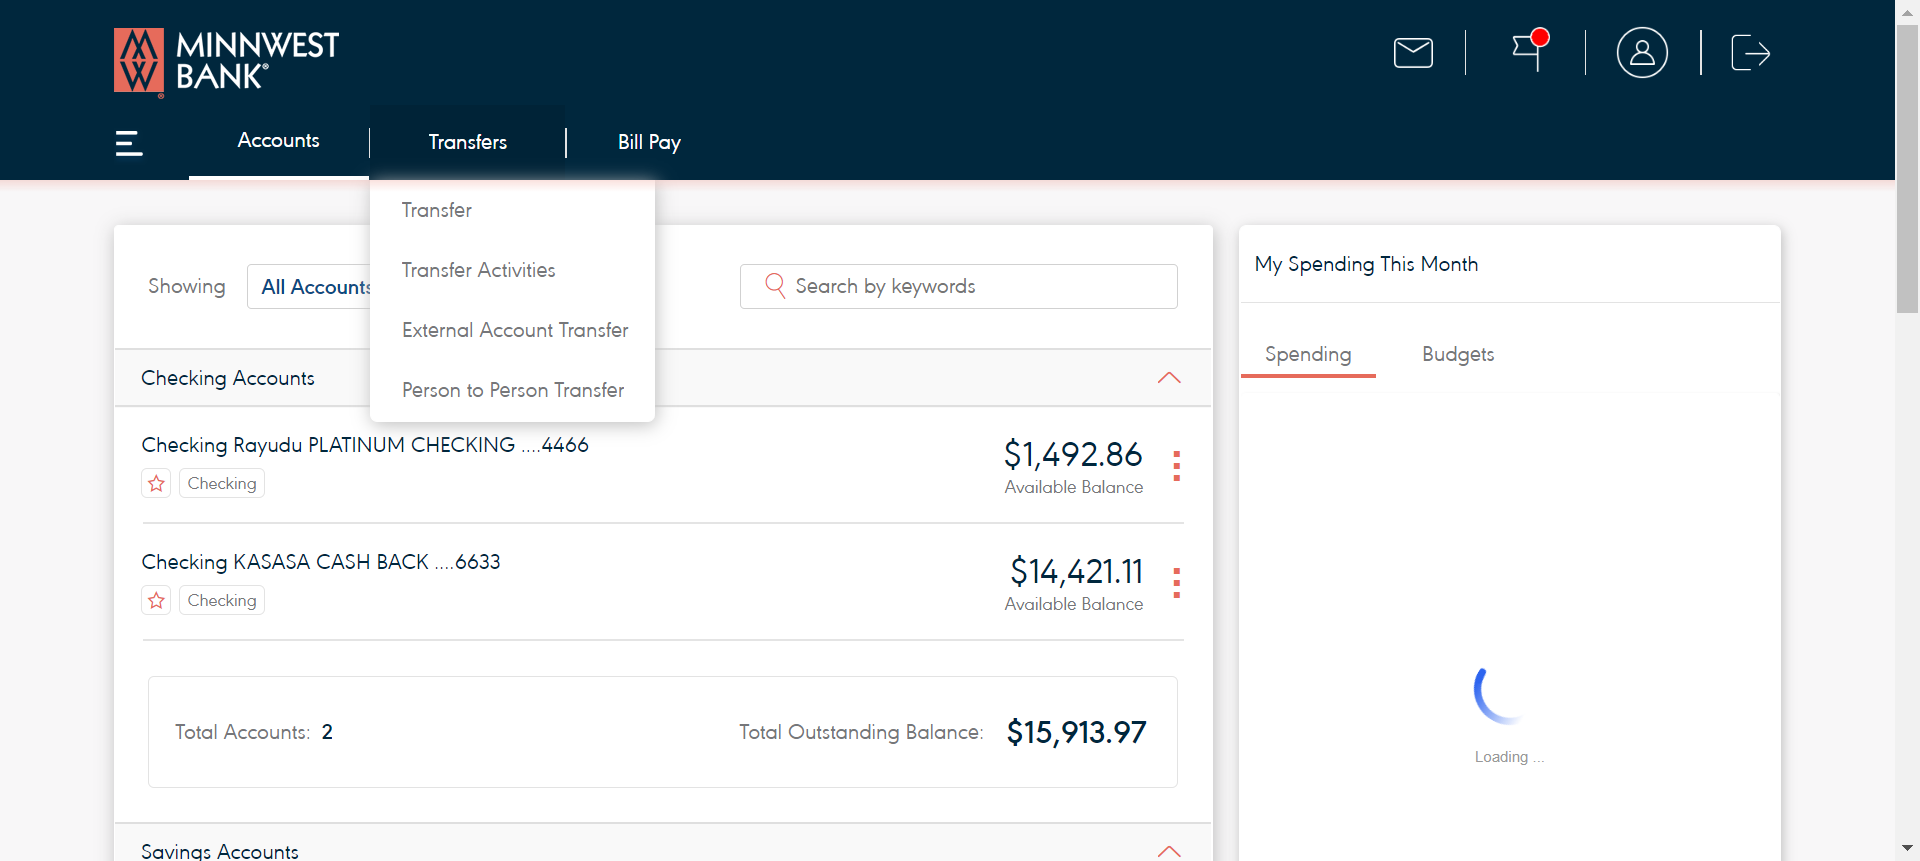 MINNWEST
BANK®
Accounts
Transfers
Bill Pay
Transfer
Transfer Activities
External Account Transfer
Person to Person Transfer
Showing
All Accounts
Search by keywords
Checking Accounts
Checking Rayudu PLATINUM CHECKING ....4466
Checking
$1,492.86
Available Balance
Checking KASASA CASH BACK ....6633
Checking
$14,421.11
Available Balance
Total Accounts: 2
Total Outstanding Balance: $15,913.97
Savings Accounts
My Spending This Month
Spending
Budgets
Loading ...